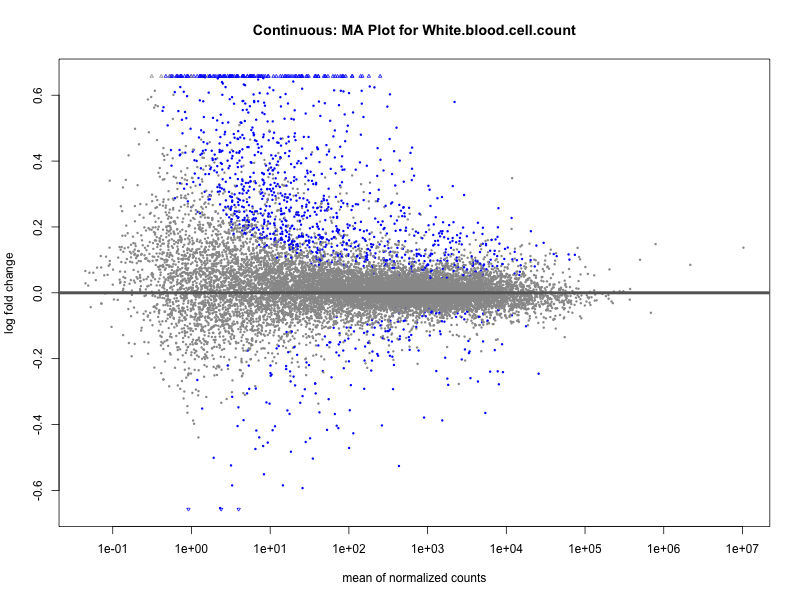 Continuous: MA Plot for White.blood.cell.count
log fold change
0.6
0.4
0.2
0.0
-0.2
-0.4
-0.6
1e-01 1e+00 1e+01 1e+02 1e+03 1e+04 1e+05 1e+06 1e+07
mean of normalized counts